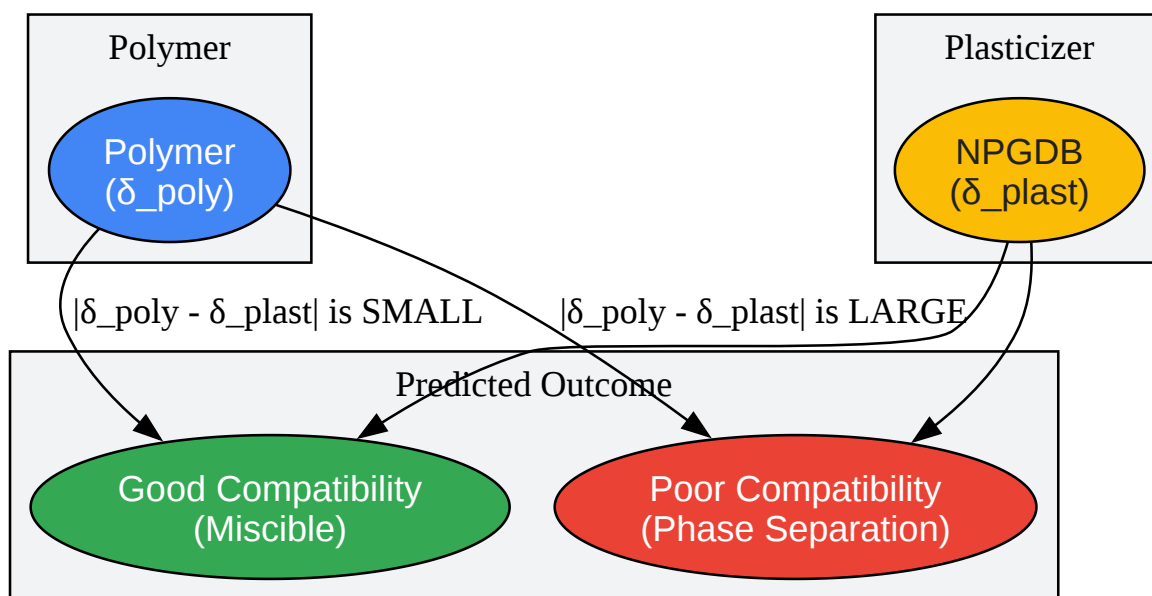 Polymer
Plasticizer
Polymer
(δ_poly)
NPGDB
(δ_plast)
|δ_poly - δ_plast| is SMALL
|δ_poly - δ_plast| is LARGE
Predicted Outcome
Good Compatibility
(Miscible)
Poor Compatibility
(Phase Separation)